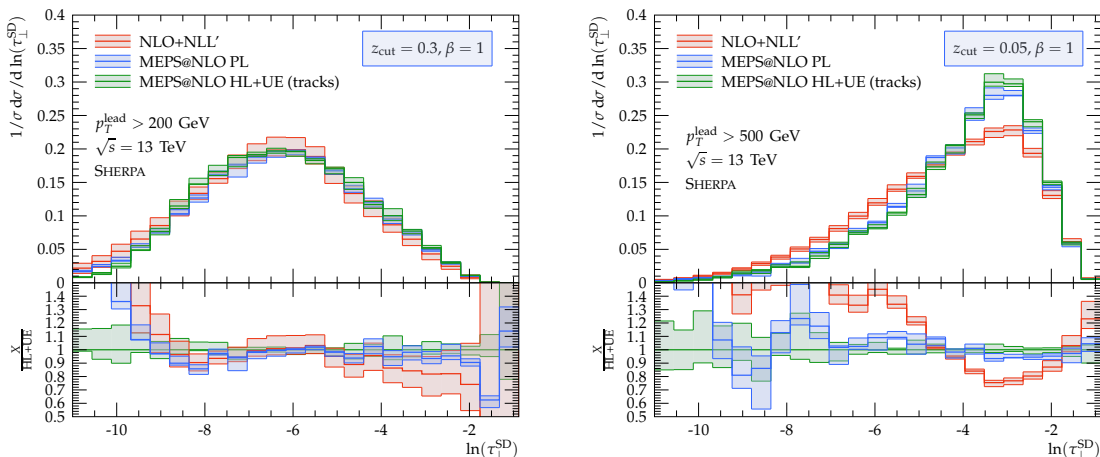 1/σ dσ/d ln(τ⊥^SD)
NLO+NLL'
MEPS@NLO PL
MEPS@NLO HL+UE (tracks)
z_cut = 0.3, β = 1
p_T^lead > 200 GeV
√s = 13 TeV
SHERPA
0.4
0.35
0.3
0.25
0.2
0.15
0.1
0.05
0
X
HL+UE
1.4
1.3
1.2
1.1
1
0.9
0.8
0.7
0.6
0.5
-10 -8 -6 -4 -2
ln(τ⊥^SD)
1/σ dσ/d ln(τ⊥^SD)
NLO+NLL'
MEPS@NLO PL
MEPS@NLO HL+UE (tracks)
z_cut = 0.05, β = 1
p_T^lead > 500 GeV
√s = 13 TeV
SHERPA
0.4
0.35
0.3
0.25
0.2
0.15
0.1
0.05
0
X
HL+UE
1.4
1.3
1.2
1.1
1
0.9
0.8
0.7
0.6
0.5
-10 -8 -6 -4 -2
ln(τ⊥^SD)